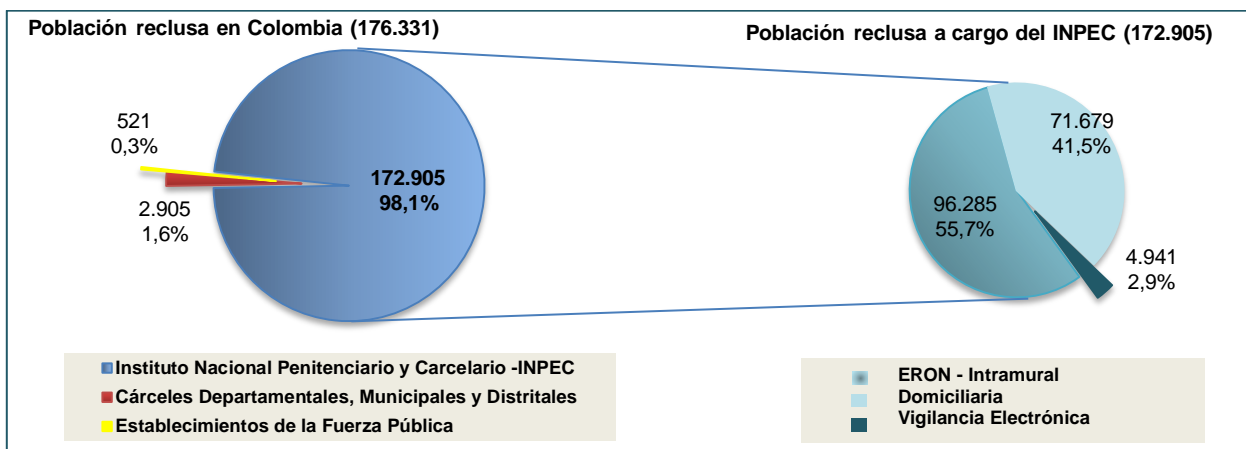 Población reclusa en Colombia (176.331)
521
0,3%
2.905
1,6%
172.905
98,1%
Instituto Nacional Penitenciario y Carcelario -INPEC
Cárceles Departamentales, Municipales y Distritales
Establecimientos de la Fuerza Pública
Población reclusa a cargo del INPEC (172.905)
71.679
41,5%
96.285
55,7%
4.941
2,9%
ERON - Intramural
Domiciliaria
Vigilancia Electrónica